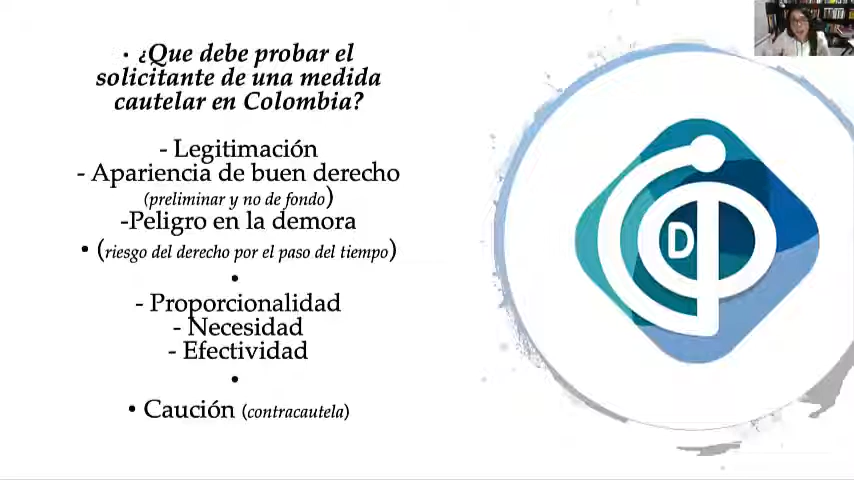 • ¿Que debe probar el
solicitante de una medida
cautelar en Colombia?
- Legitimación
- Apariencia de buen derecho
(preliminar y no de fondo)
-Peligro en la demora
• (riesgo del derecho por el paso del tiempo)
•
- Proporcionalidad
- Necesidad
- Efectividad
•
• Caución (contracautela)
D